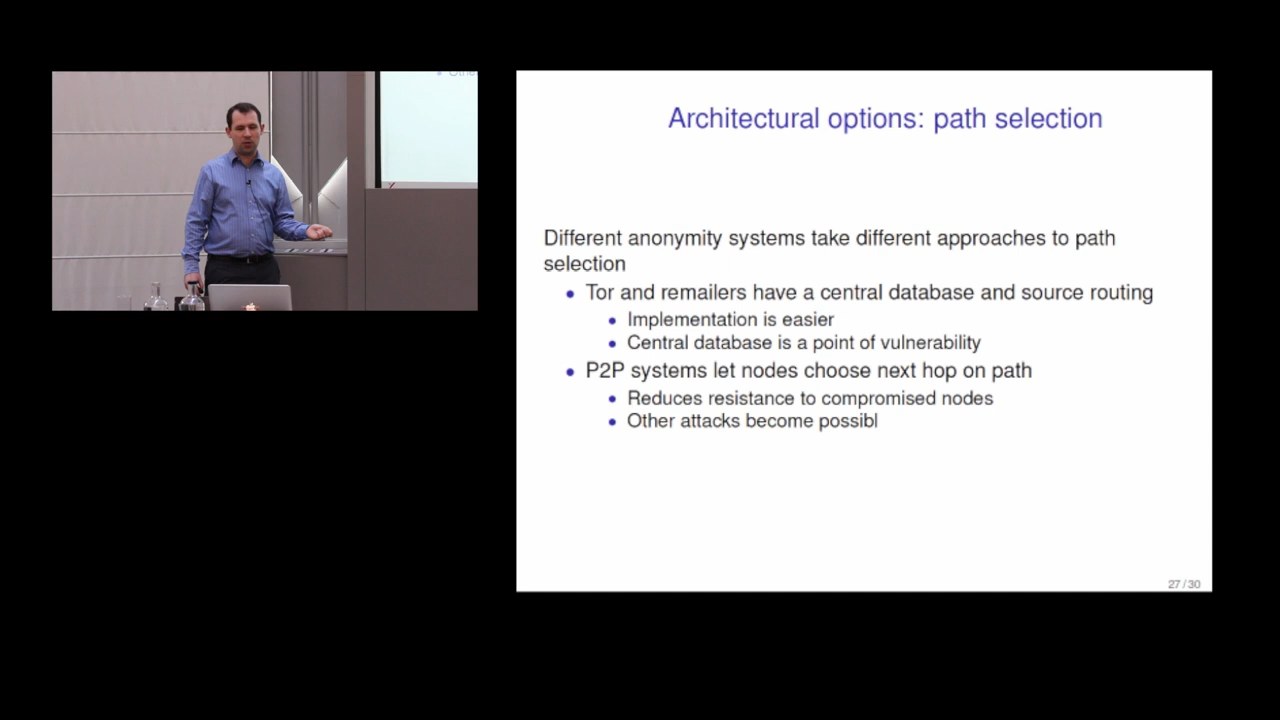 Architectural options: path selection
Different anonymity systems take different approaches to path
selection
• Tor and remailers have a central database and source routing
• Implementation is easier
• Central database is a point of vulnerability
• P2P systems let nodes choose next hop on path
• Reduces resistance to compromised nodes
• Other attacks become possibl
27/30